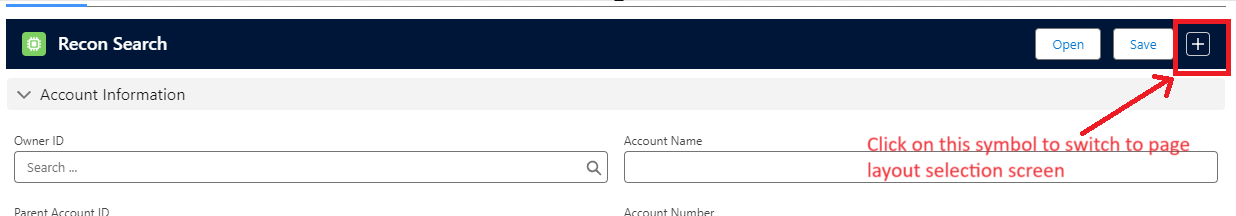 Recon Search
Open
Save
Account Information
Owner ID
Account Name
Search ...
Click on this symbol to switch to page
layout selection screen
Parent Account ID
Account Number